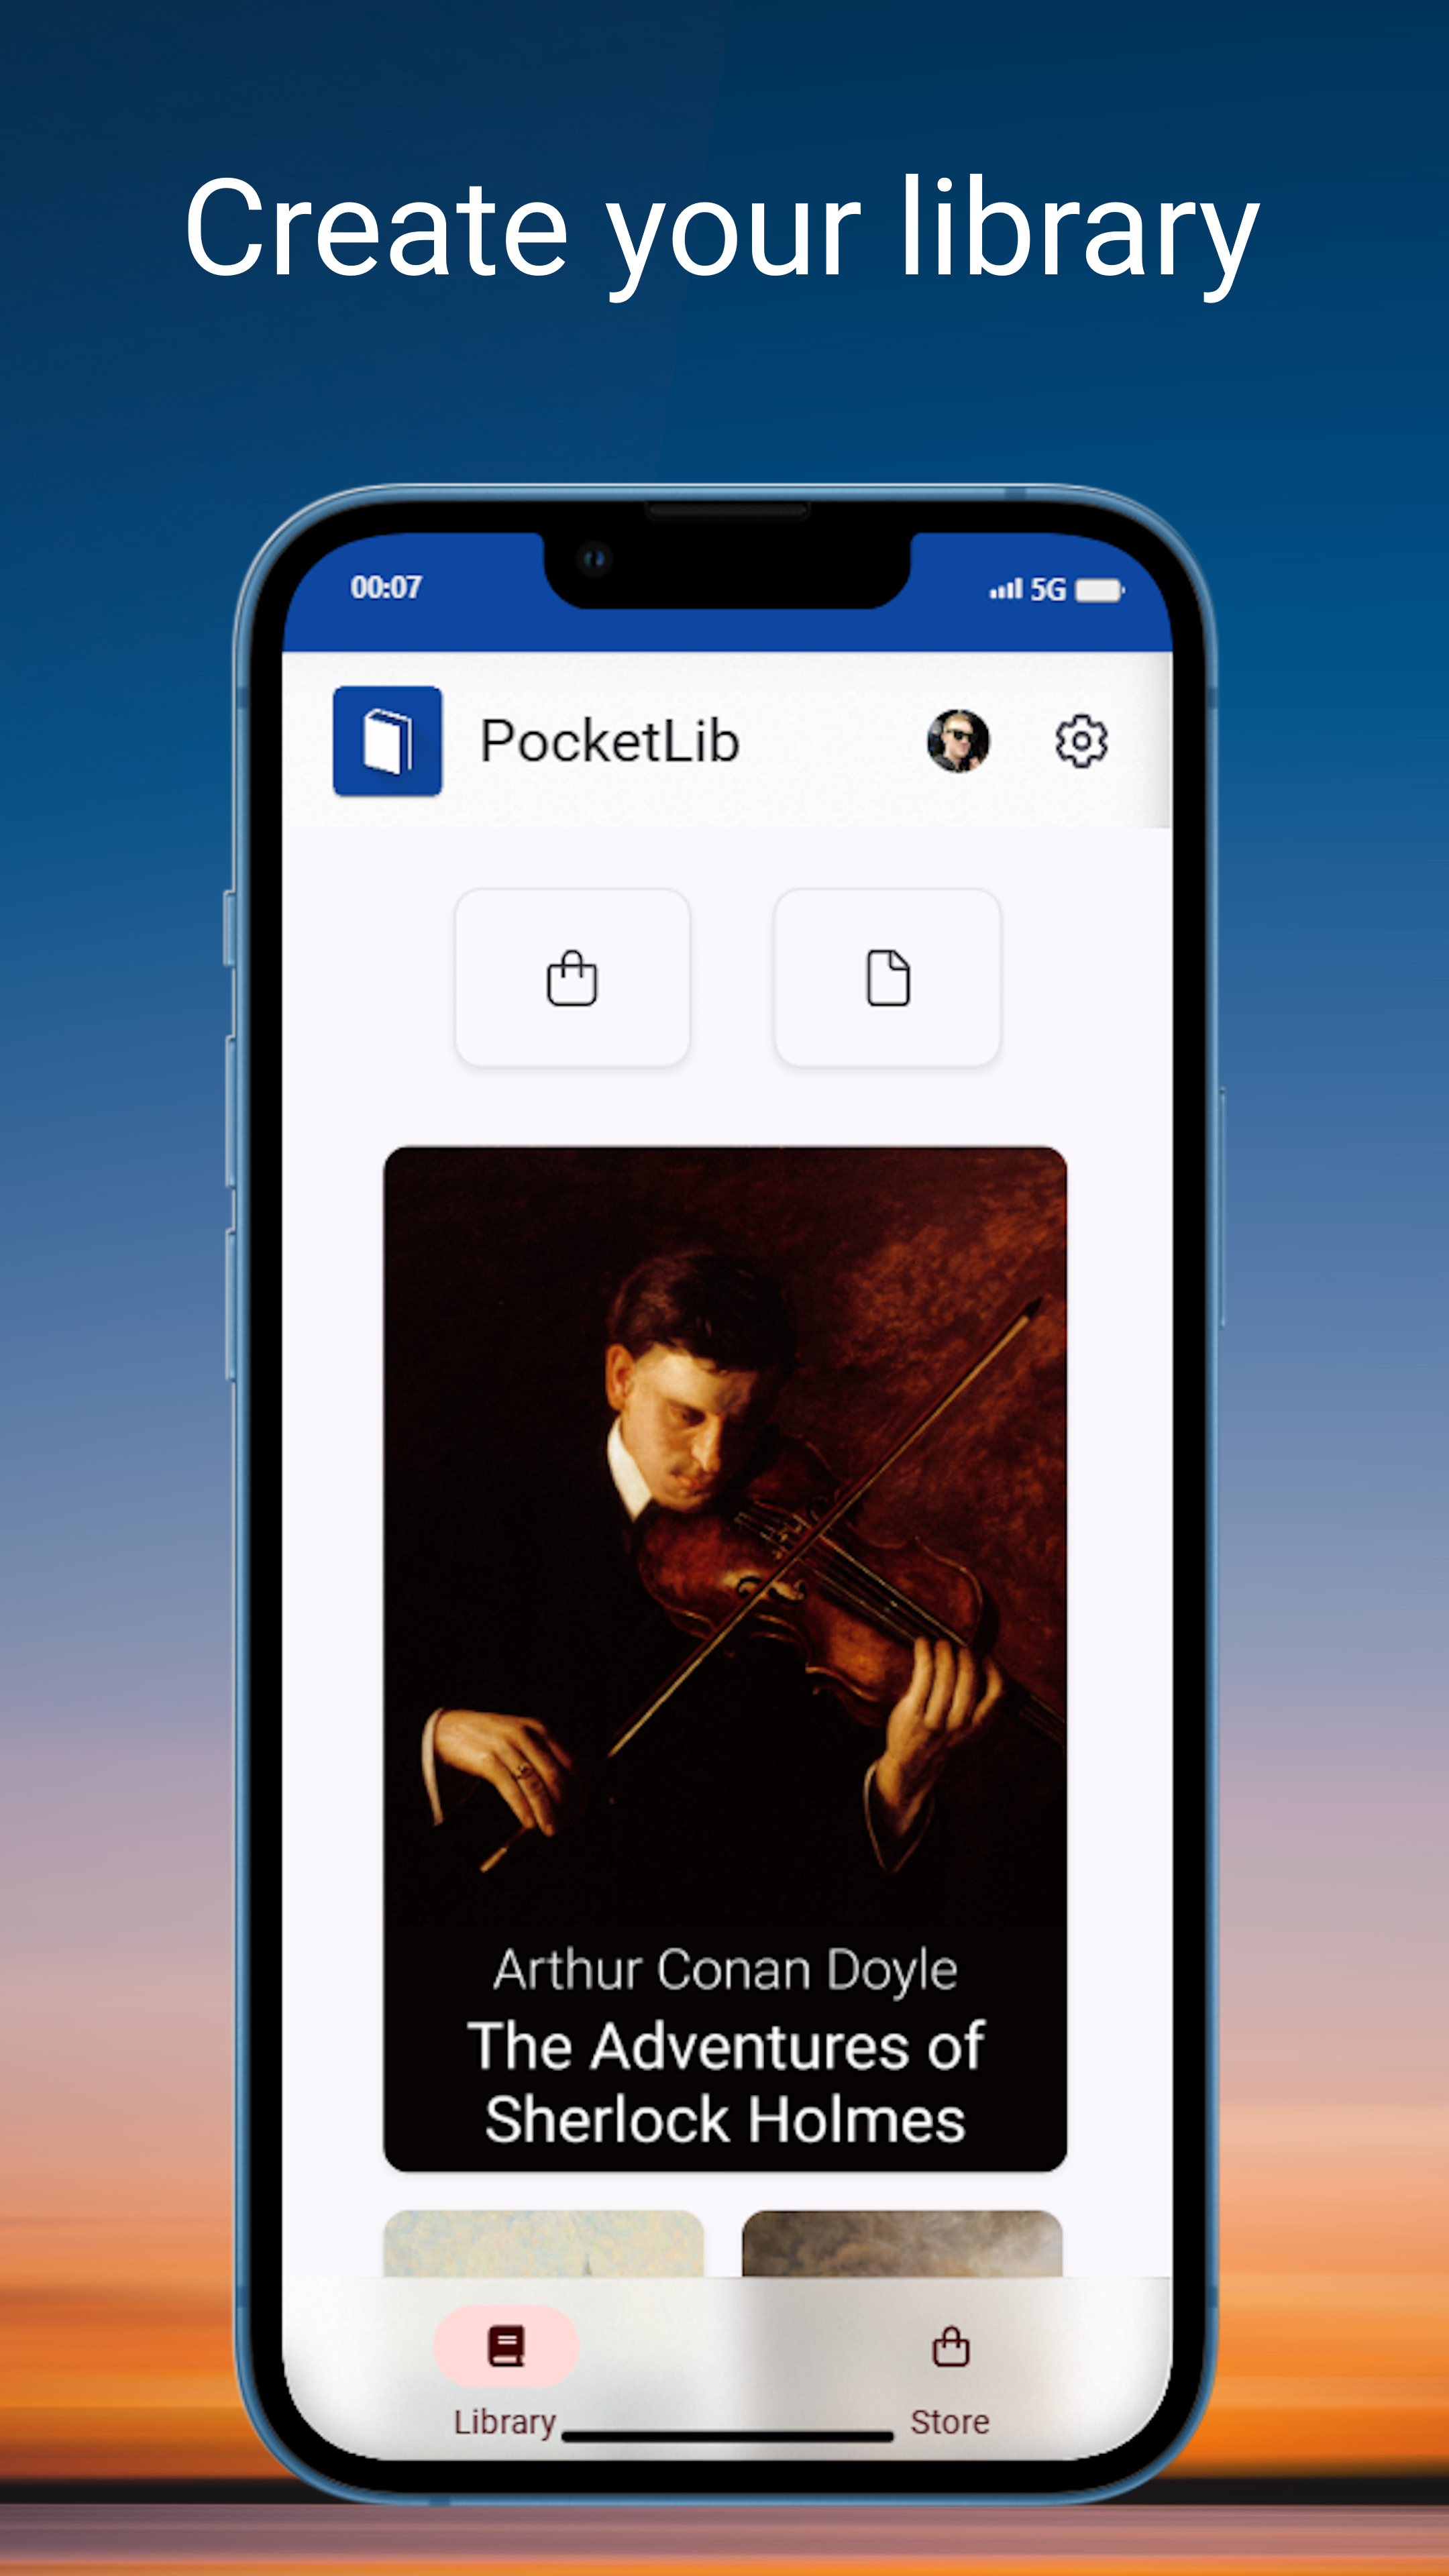 Create your library
00:07
5G
PocketLib
Arthur Conan Doyle
The Adventures of
Sherlock Holmes
Library
Store